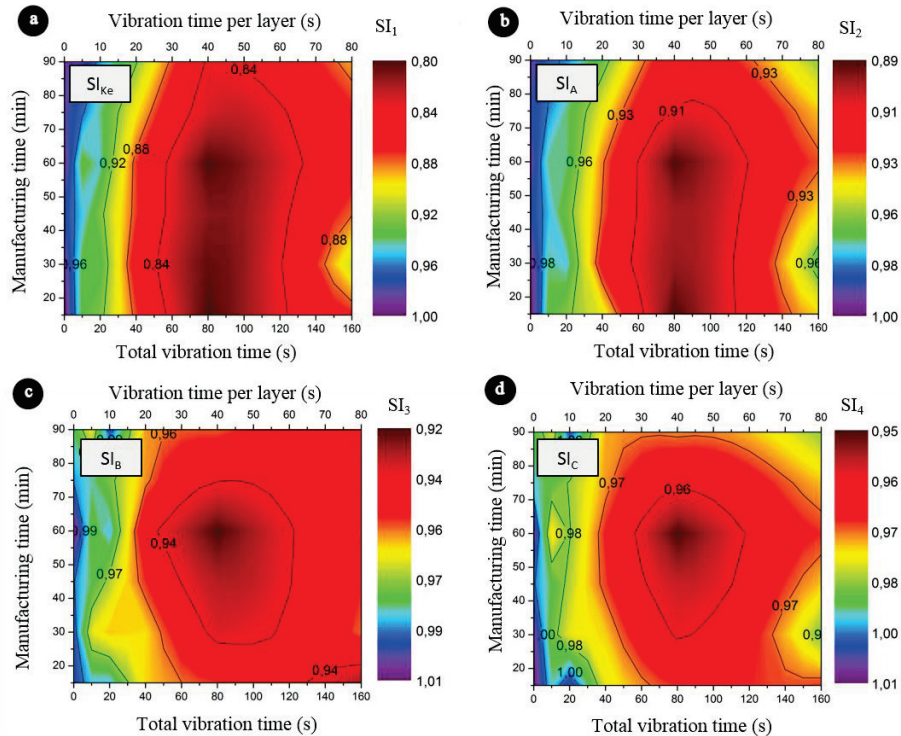 a
Vibration time per layer (s)
SI1
0 10 20 30 40 50 60 70 80
SIKe
Manufacturing time (min)
90
80
70
60
50
40
30
20
0,84
0,88
0,92
0,96
0,84
0,88
0 20 40 60 80 100 120 140 160
Total vibration time (s)
0,80
0,84
0,88
0,92
0,96
1,00
b
Vibration time per layer (s)
SI2
0 10 20 30 40 50 60 70 80
SIA
Manufacturing time (min)
90
80
70
60
50
40
30
20
0,93
0,93
0,91
0,96
0,93
0,98
0,96
0 20 40 60 80 100 120 140 160
Total vibration time (s)
0,89
0,91
0,93
0,96
0,98
1,00
c
Vibration time per layer (s)
SI3
0 10 20 30 40 50 60 70 80
SIB
Manufacturing time (min)
90
80
70
60
50
40
30
20
0,99
0,96
0,99
0,94
0,97
0,94
0 20 40 60 80 100 120 140 160
Total vibration time (s)
0,92
0,94
0,96
0,97
0,99
1,01
d
Vibration time per layer (s)
SI4
0 10 20 30 40 50 60 70 80
SIC
Manufacturing time (min)
90
80
70
60
50
40
30
20
0,97
0,96
0,98
0,97
0,98
1,00
0 20 40 60 80 100 120 140 160
Total vibration time (s)
0,95
0,96
0,97
0,98
1,00
1,01